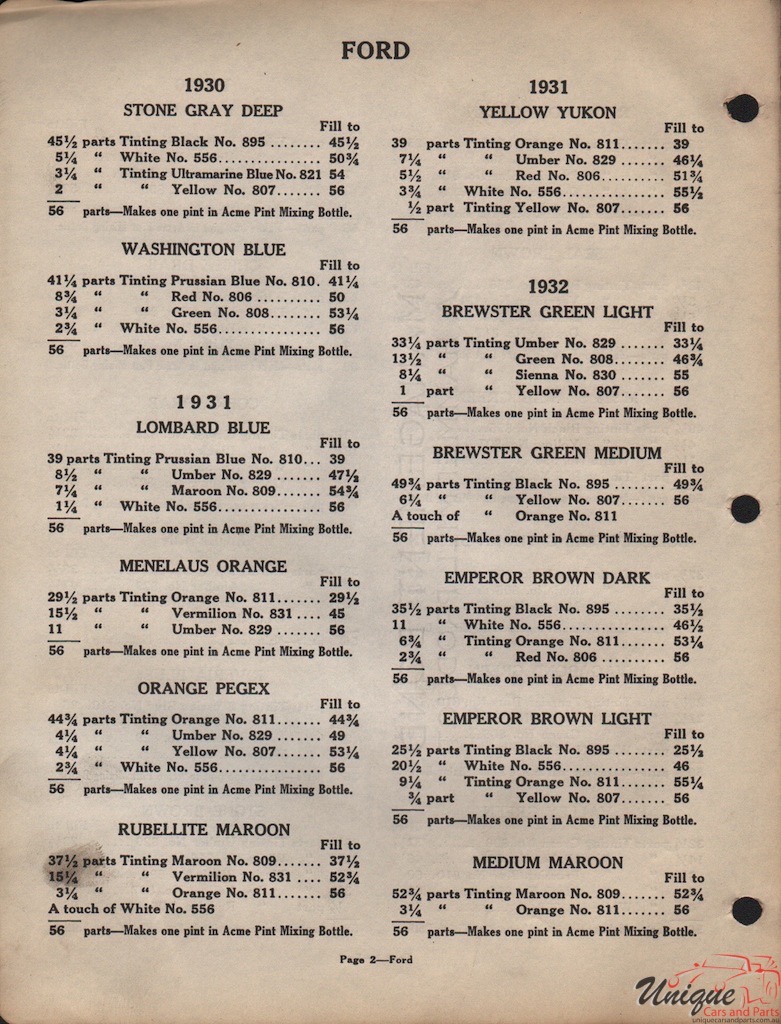 FORD
1930
STONE GRAY DEEP
Fill to
45½ parts Tinting Black No. 895 ........ 45½
5¼ “ White No. 556................ 50¾
3¼ “ Tinting Ultramarine Blue No. 821 54
2 “ “ Yellow No. 807....... 56
56 parts—Makes one pint in Acme Pint Mixing Bottle.
WASHINGTON BLUE
Fill to
41¼ parts Tinting Prussian Blue No. 810. 41¼
8¾ “ “ Red No. 806 .......... 50
3¼ “ “ Green No. 808........ 53¼
2¾ “ White No. 556................ 56
56 parts—Makes one pint in Acme Pint Mixing Bottle.
1931
LOMBARD BLUE
Fill to
39 parts Tinting Prussian Blue No. 810... 39
8½ “ “ Umber No. 829 ....... 47½
7¼ “ “ Maroon No. 809....... 54¾
1¼ “ White No. 556................ 56
56 parts—Makes one pint in Acme Pint Mixing Bottle.
MENELAUS ORANGE
Fill to
29½ parts Tinting Orange No. 811....... 29½
15½ “ “ Vermilion No. 831 .... 45
11 “ “ Umber No. 829 ....... 56
56 parts—Makes one pint in Acme Pint Mixing Bottle.
ORANGE PEGEX
Fill to
44¾ parts Tinting Orange No. 811....... 44¾
4¼ “ “ Umber No. 829 ....... 49
4¼ “ “ Yellow No. 807....... 53¼
2¾ “ White No. 556................ 56
56 parts—Makes one pint in Acme Pint Mixing Bottle.
RUBELLITE MAROON
Fill to
37½ parts Tinting Maroon No. 809....... 37½
15¼ “ “ Vermilion No. 831 .... 52¾
3¼ “ “ Orange No. 811....... 56
A touch of White No. 556
56 parts—Makes one pint in Acme Pint Mixing Bottle.
1931
YELLOW YUKON
Fill to
39 parts Tinting Orange No. 811....... 39
7¼ “ “ Umber No. 829 ....... 46¼
5½ “ “ Red No. 806.......... 51¾
3¾ “ White No. 556................ 55½
½ part Tinting Yellow No. 807....... 56
56 parts—Makes one pint in Acme Pint Mixing Bottle.
1932
BREWSTER GREEN LIGHT
Fill to
33¼ parts Tinting Umber No. 829 ....... 33¼
13½ “ “ Green No. 808........ 46¾
8¼ “ “ Sienna No. 830 ....... 55
1 part “ Yellow No. 807....... 56
56 parts—Makes one pint in Acme Pint Mixing Bottle.
BREWSTER GREEN MEDIUM
Fill to
49¾ parts Tinting Black No. 895 ........ 49¾
6¼ “ “ Yellow No. 807....... 56
A touch of “ Orange No. 811
56 parts—Makes one pint in Acme Pint Mixing Bottle.
EMPEROR BROWN DARK
Fill to
35½ parts Tinting Black No. 895 ........ 35½
11 “ White No. 556................ 46½
6¾ “ Tinting Orange No. 811....... 53¼
2¾ “ “ Red No. 806 .......... 56
56 parts—Makes one pint in Acme Pint Mixing Bottle.
EMPEROR BROWN LIGHT
Fill to
25½ parts Tinting Black No. 895 ........ 25½
20½ “ White No. 556................ 46
9¼ “ Tinting Orange No. 811....... 55¼
¾ part “ Yellow No. 807....... 56
56 parts—Makes one pint in Acme Pint Mixing Bottle.
MEDIUM MAROON
Fill to
52¾ parts Tinting Maroon No. 809....... 52¾
3¼ “ “ Orange No. 811....... 56
56 parts—Makes one pint in Acme Pint Mixing Bottle.
Page 2—Ford
Unique
Cars and Parts
uniquecarsandparts.com.au